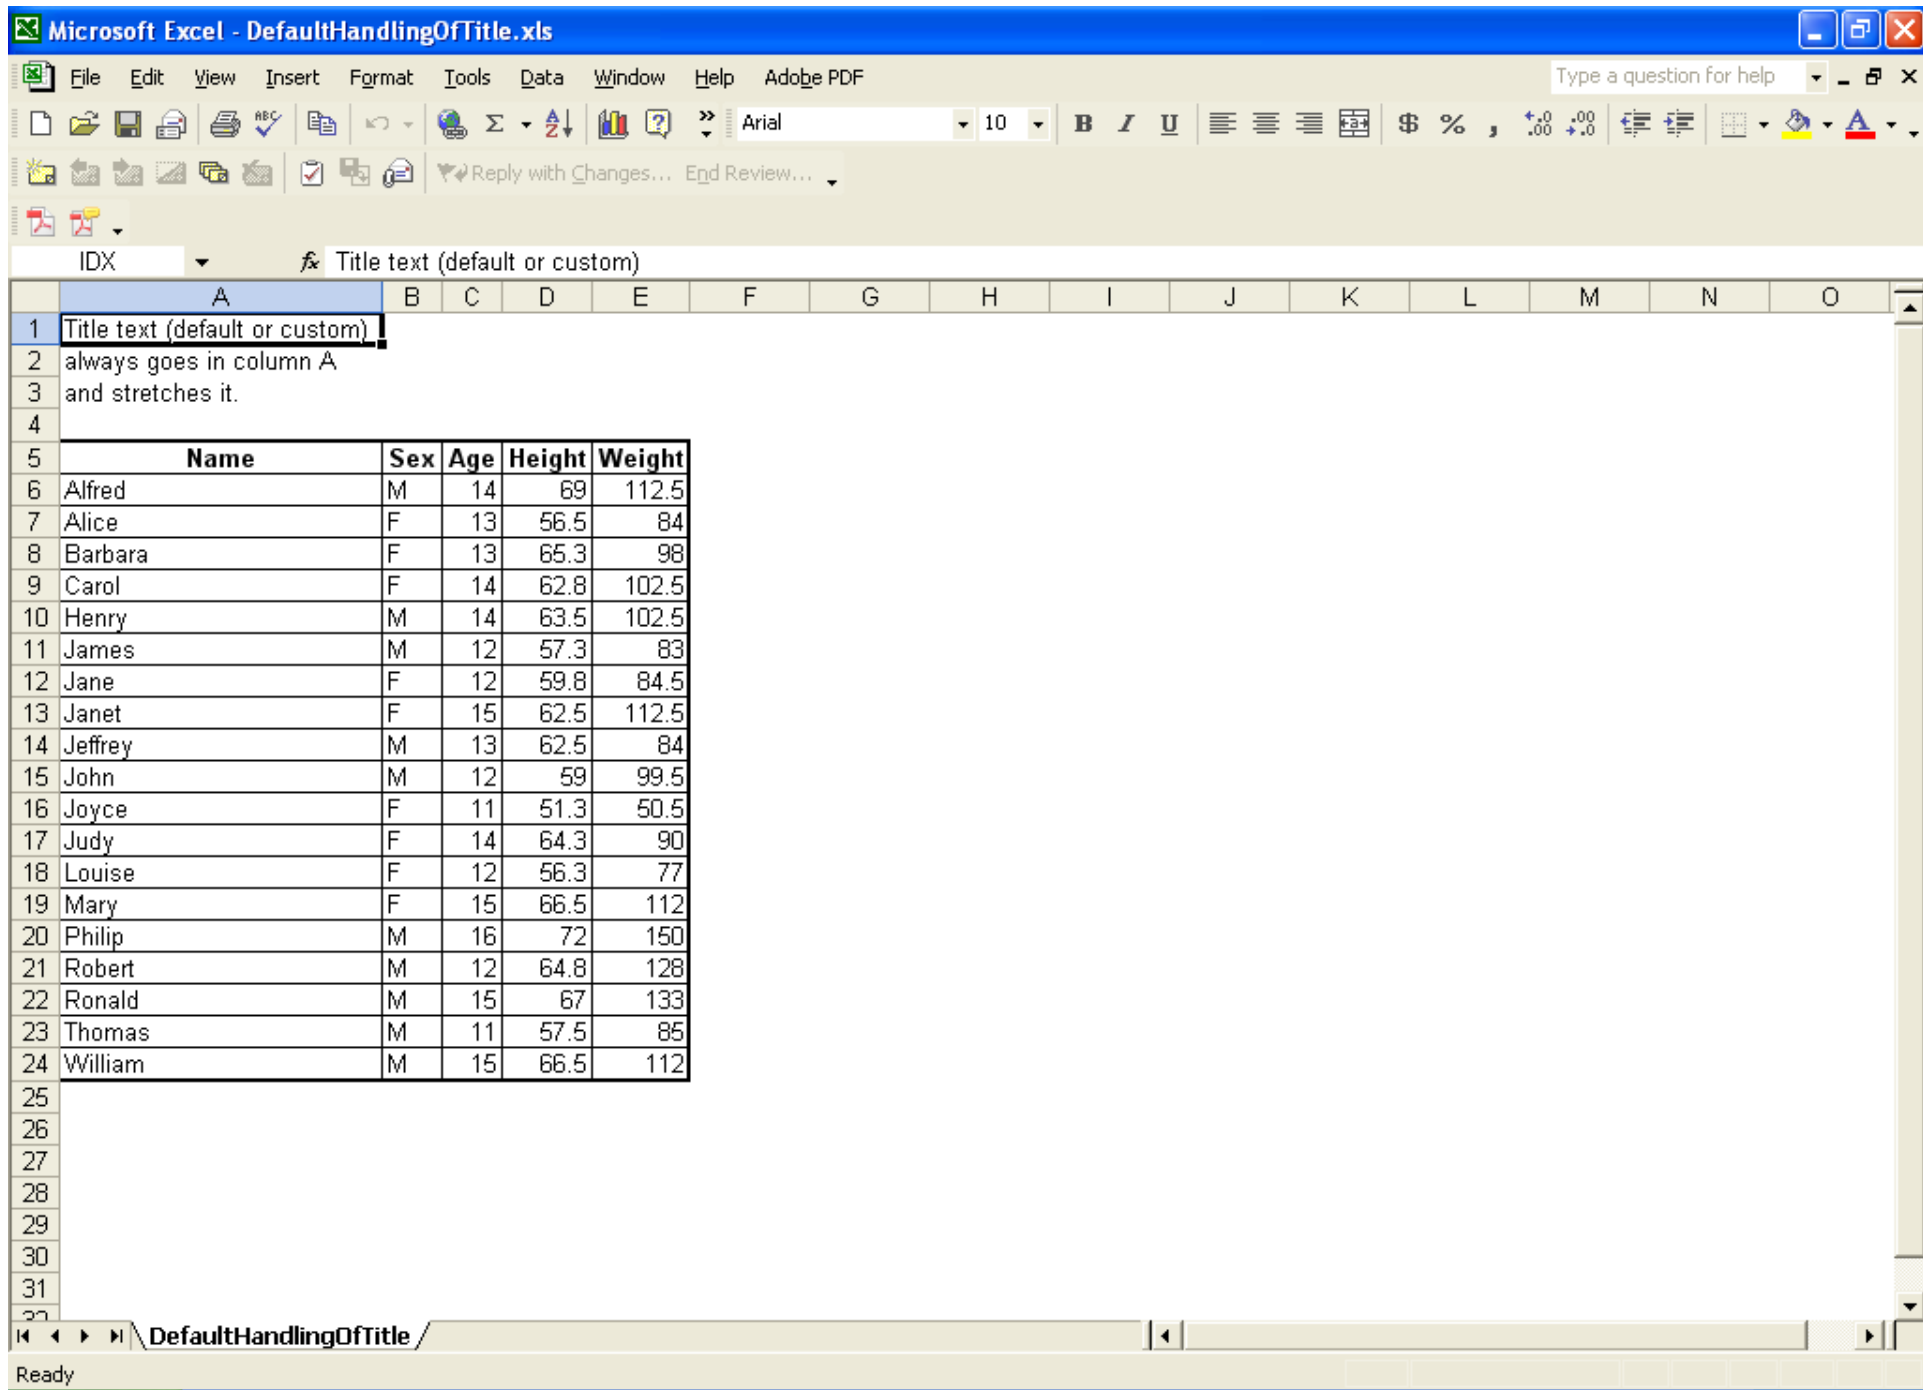 Microsoft Excel - DefaultHandlingOfTitle.xls
File Edit View Insert Format Tools Data Window Help Adobe PDF Type a question for help
Arial 10 B I U $ % ,
Reply with Changes... End Review...
IDX fx Title text (default or custom)
A B C D E F G H I J K L M N O
1 Title text (default or custom)
2 always goes in column A
3 and stretches it.
4
5 Name Sex Age Height Weight
6 Alfred M 14 69 112.5
7 Alice F 13 56.5 84
8 Barbara F 13 65.3 98
9 Carol F 14 62.8 102.5
10 Henry M 14 63.5 102.5
11 James M 12 57.3 83
12 Jane F 12 59.8 84.5
13 Janet F 15 62.5 112.5
14 Jeffrey M 13 62.5 84
15 John M 12 59 99.5
16 Joyce F 11 51.3 50.5
17 Judy F 14 64.3 90
18 Louise F 12 56.3 77
19 Mary F 15 66.5 112
20 Philip M 16 72 150
21 Robert M 12 64.8 128
22 Ronald M 15 67 133
23 Thomas M 11 57.5 85
24 William M 15 66.5 112
25
26
27
28
29
30
31
DefaultHandlingOfTitle
Ready